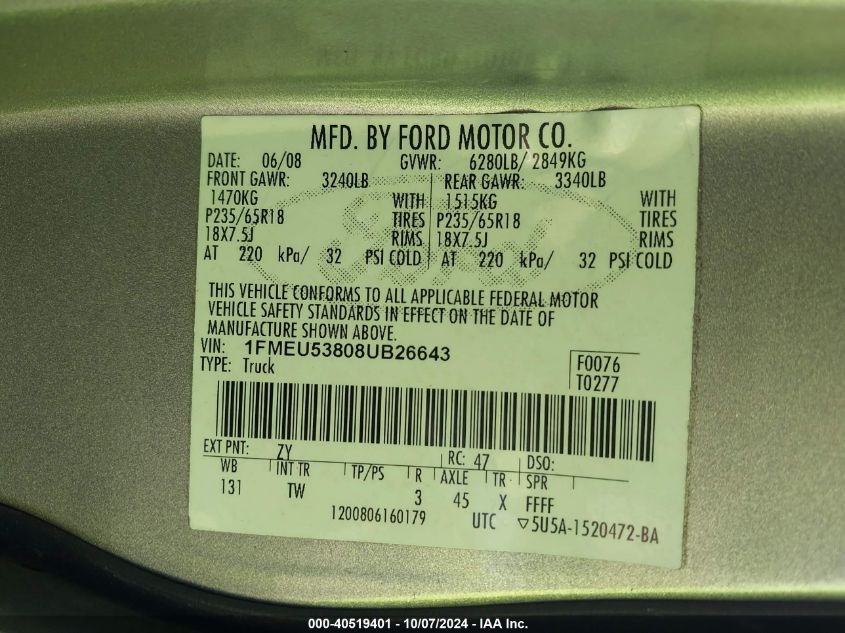 MFD. BY FORD MOTOR CO.
DATE: 06/08 GVWR: 6280LB/ 2849KG
FRONT GAWR: 3240LB REAR GAWR: 3340LB
1470KG WITH 1515KG WITH
P235/65R18 TIRES P235/65R18 TIRES
18X7.5J RIMS 18X7.5J RIMS
AT 220 kPa/ 32 PSI COLD AT 220 kPa/ 32 PSI COLD
THIS VEHICLE CONFORMS TO ALL APPLICABLE FEDERAL MOTOR
VEHICLE SAFETY STANDARDS IN EFFECT ON THE DATE OF
MANUFACTURE SHOWN ABOVE.
VIN: 1FMEU53808UB26643
TYPE: Truck
F0076
T0277
EXT PNT: ZY RC: 47 DSO:
WB INT TR TP/PS R AXLE TR SPR
131 TW 3 45 X FFFF
1200806160179 UTC ▽5U5A-1520472-BA
000-40519401 - 10/07/2024 - IAA Inc.